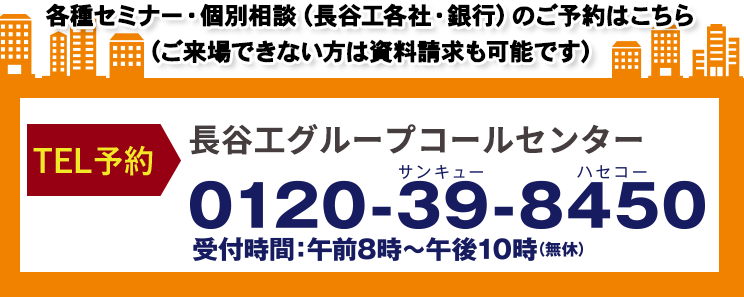 各種セミナー・個別相談（長谷工各社・銀行）のご予約はこちら
（ご来場できない方は資料請求も可能です）
TEL予約
長谷工グループコールセンター
サンキュー ハセコー
0120-39-8450
受付時間：午前8時〜午後10時（無休）